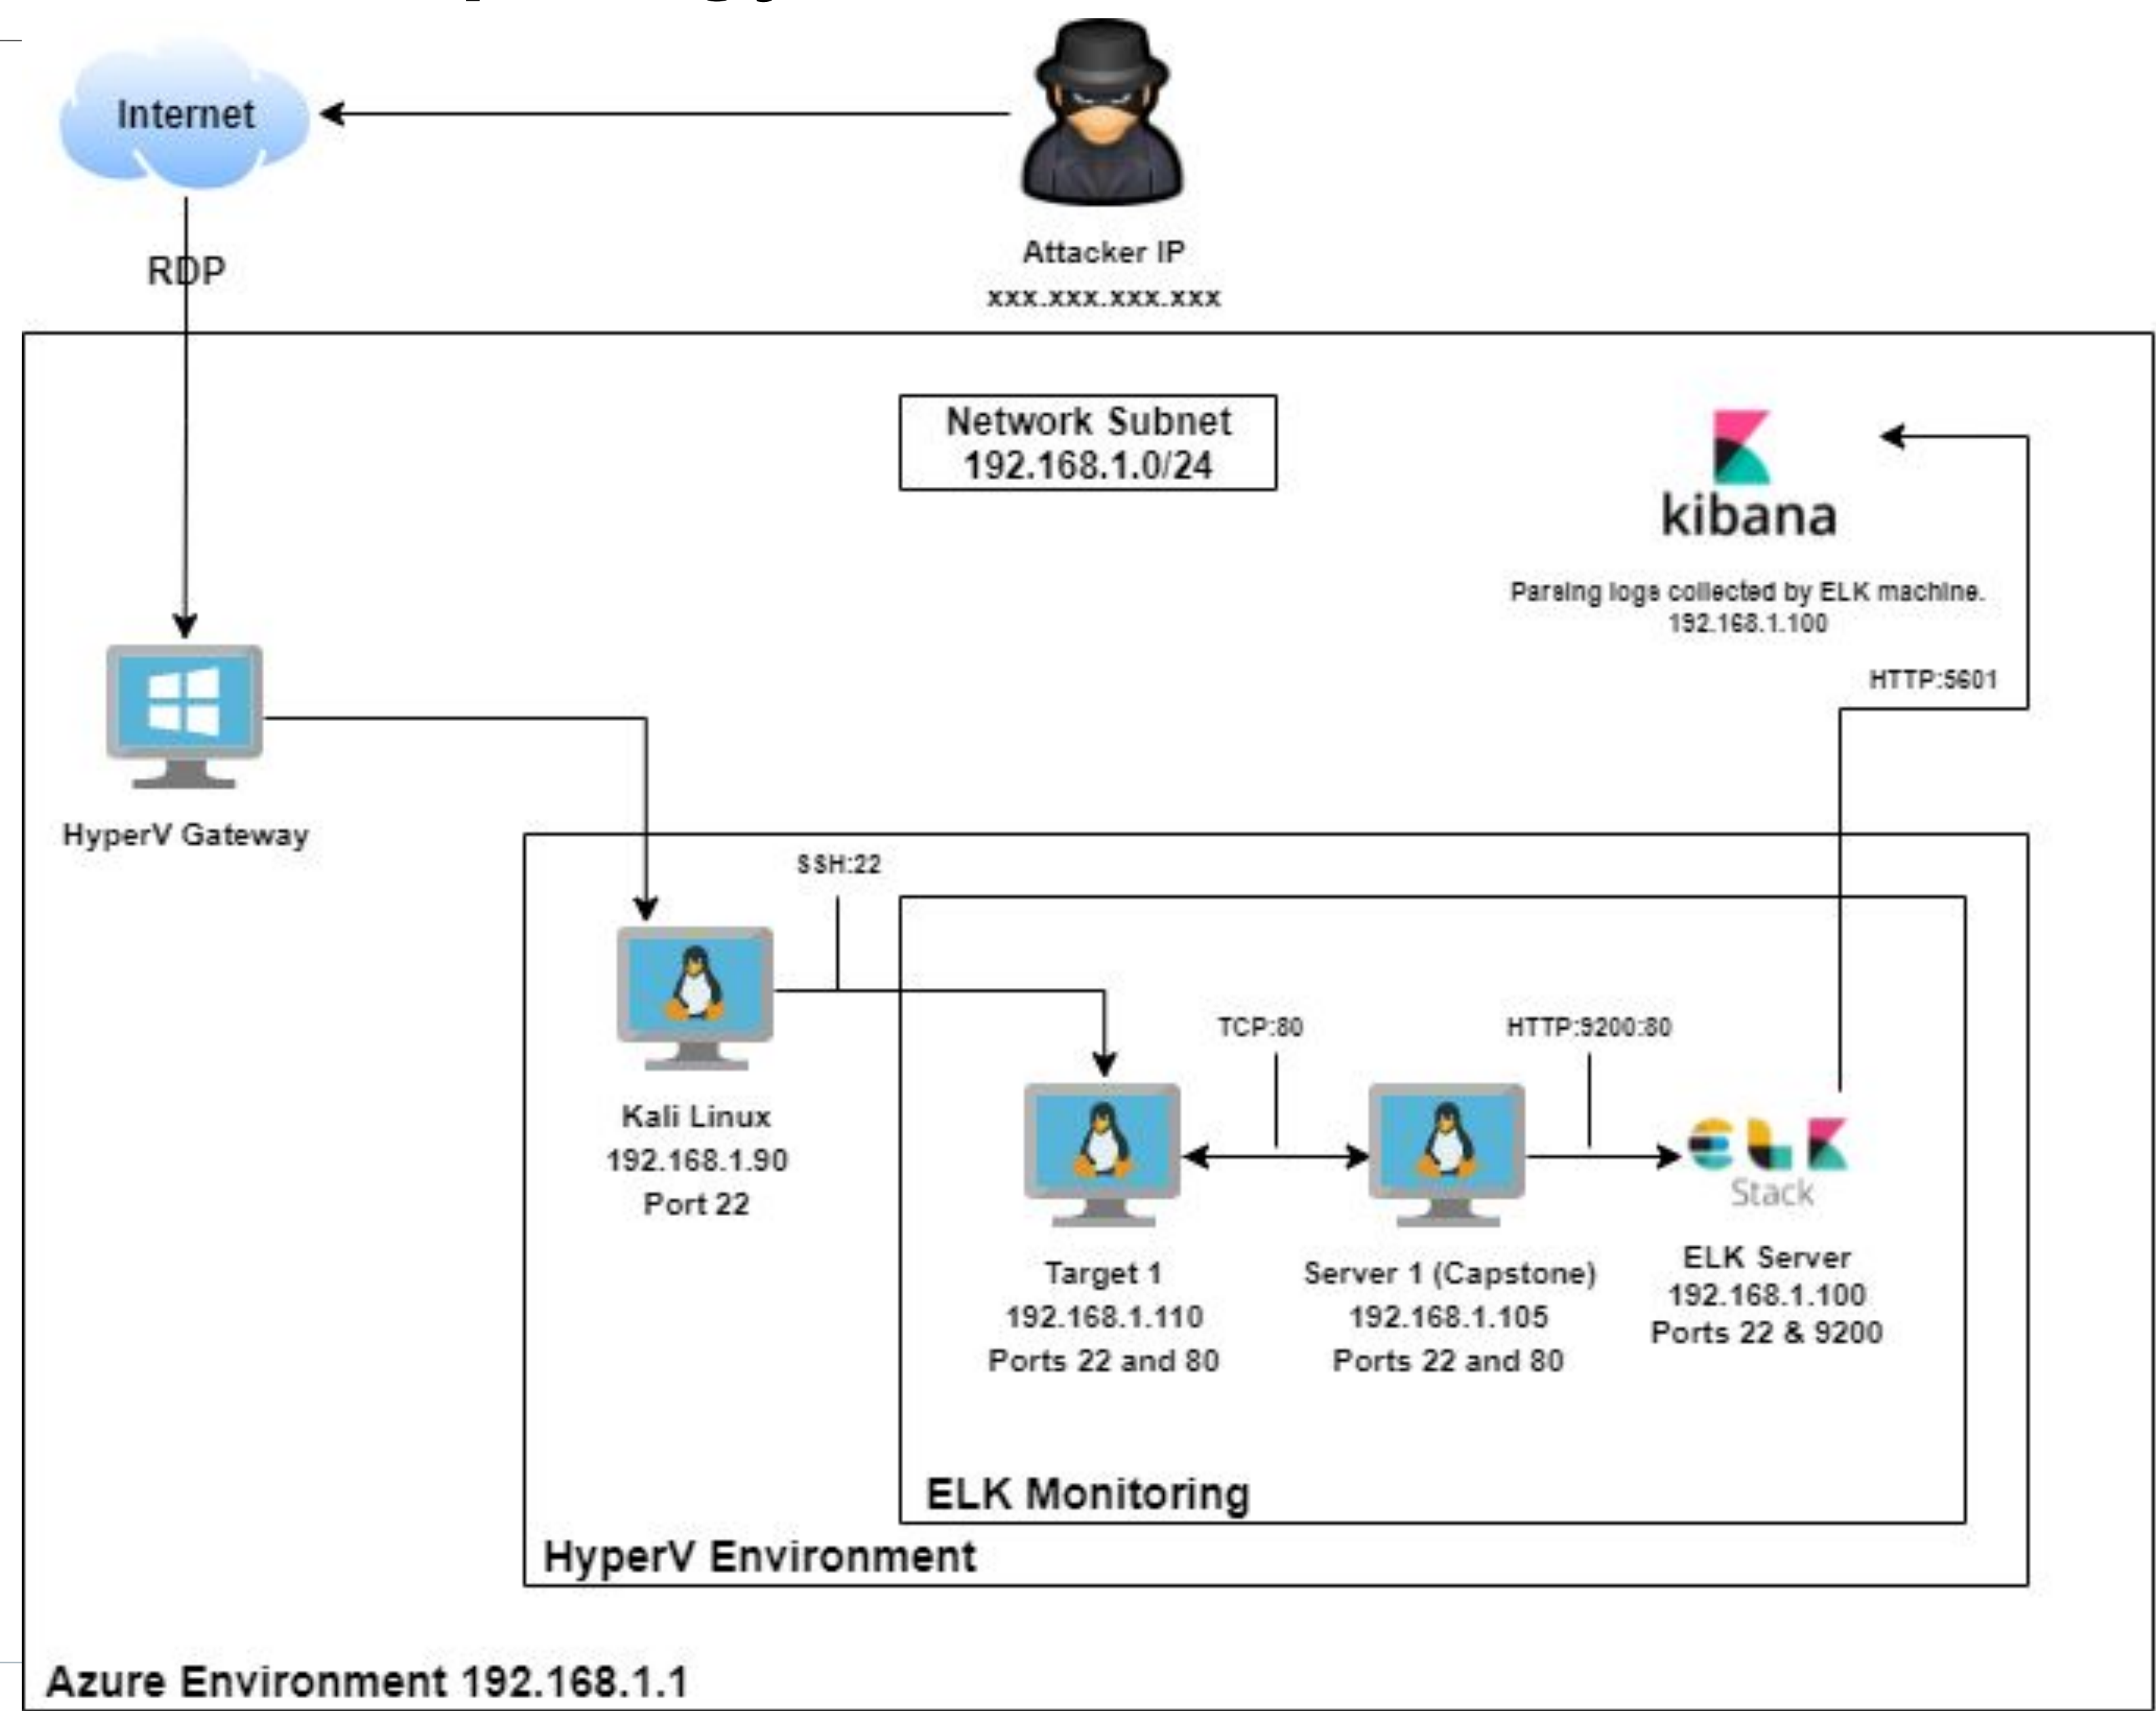 Internet
Attacker IP
xxx.xxx.xxx.xxx
RDP
Network Subnet
192.168.1.0/24
kibana
Parsing logs collected by ELK machine.
192.168.1.100
HTTP:5601
HyperV Gateway
SSH:22
Kali Linux
192.168.1.90
Port 22
TCP:80
HTTP:9200:80
ELK
Stack
Target 1
192.168.1.110
Ports 22 and 80
Server 1 (Capstone)
192.168.1.105
Ports 22 and 80
ELK Server
192.168.1.100
Ports 22 & 9200
ELK Monitoring
HyperV Environment
Azure Environment 192.168.1.1